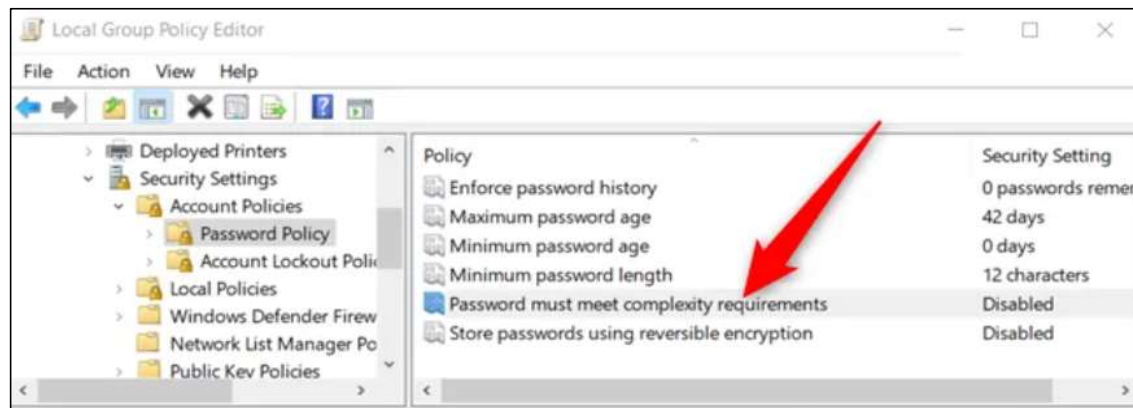 Local Group Policy Editor
File Action View Help
Deployed Printers
Security Settings
Account Policies
Password Policy
Account Lockout Polic
Local Policies
Windows Defender Firew
Network List Manager Po
Public Key Policies
Policy Security Setting
Enforce password history 0 passwords remer
Maximum password age 42 days
Minimum password age 0 days
Minimum password length 12 characters
Password must meet complexity requirements Disabled
Store passwords using reversible encryption Disabled